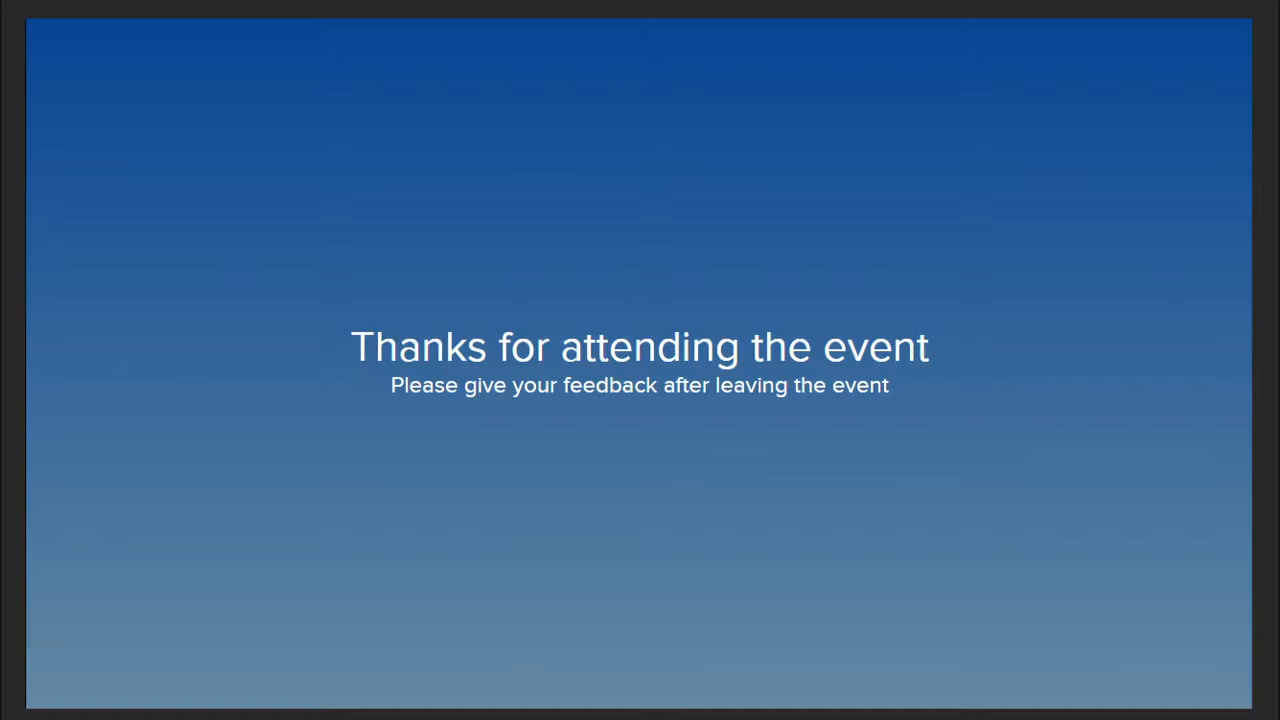 Thanks for attending the event
Please give your feedback after leaving the event